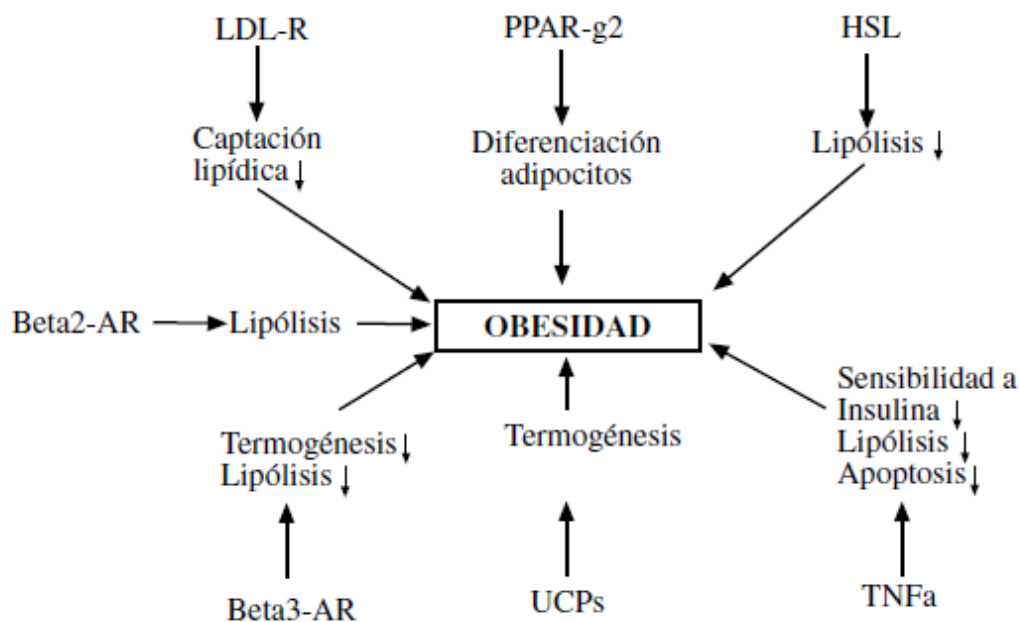 LDL-R
PPAR-g2
HSL
Captación
lipídica ↓
Diferenciación
adipocitos
Lipólisis ↓
Beta2-AR
Lipólisis
OBESIDAD
Termogénesis ↓
Lipólisis ↓
Termogénesis
Sensibilidad a
Insulina ↓
Lipólisis ↓
Apoptosis ↓
Beta3-AR
UCPs
TNFa